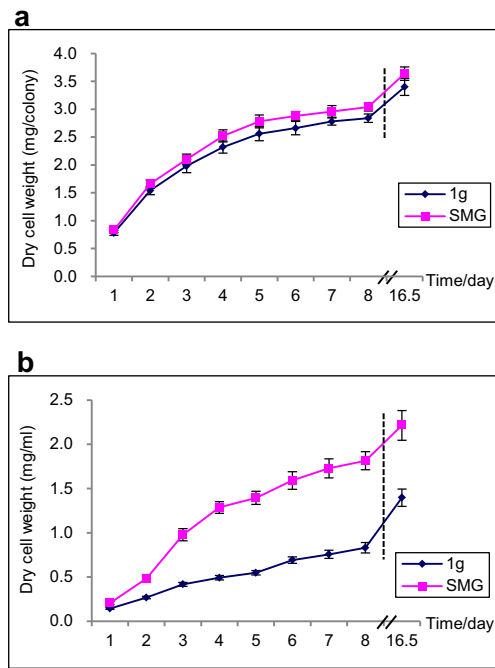 a
Dry cell weight (mg/colony)
4.0
3.5
3.0
2.5
2.0
1.5
1.0
0.5
0.0
1g
SMG
1 2 3 4 5 6 7 8 16.5 Time/day
b
Dry cell weight (mg/ml)
2.5
2.0
1.5
1.0
0.5
0.0
1g
SMG
1 2 3 4 5 6 7 8 16.5 Time/day